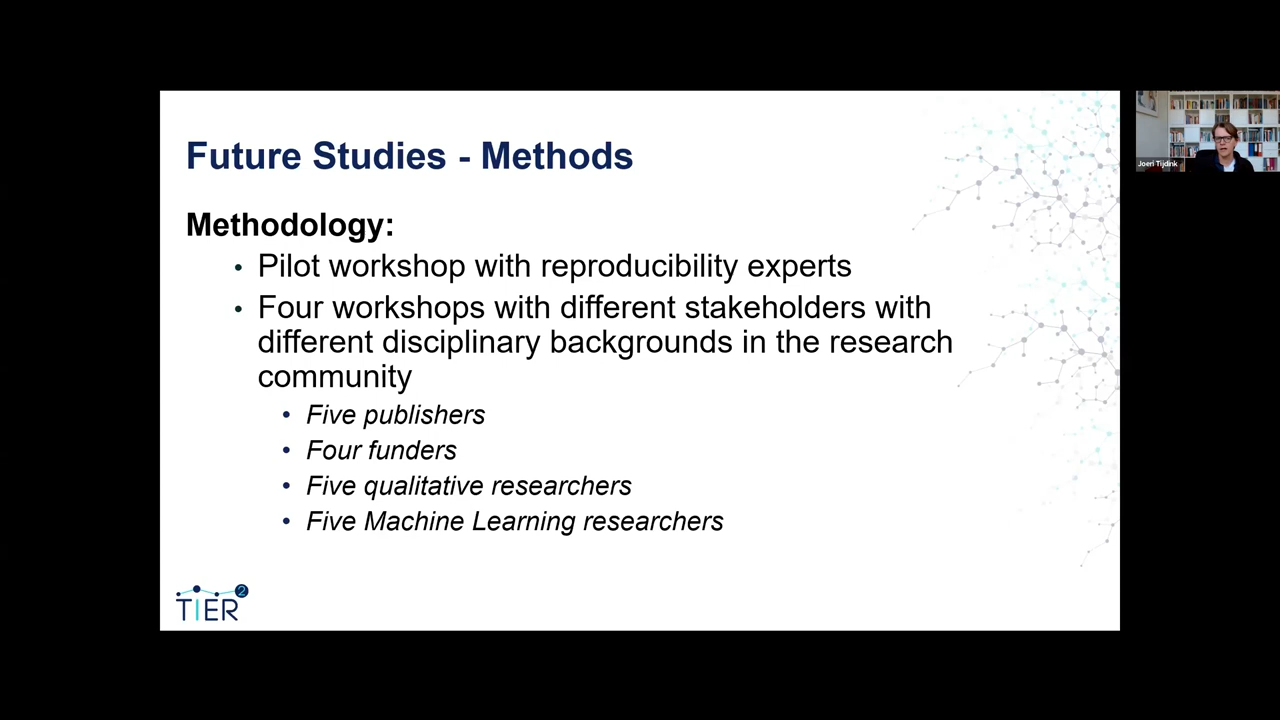 Future Studies - Methods
Joeri Tijdink
Methodology:
• Pilot workshop with reproducibility experts
• Four workshops with different stakeholders with
different disciplinary backgrounds in the research
community
• Five publishers
• Four funders
• Five qualitative researchers
• Five Machine Learning researchers
TIER2